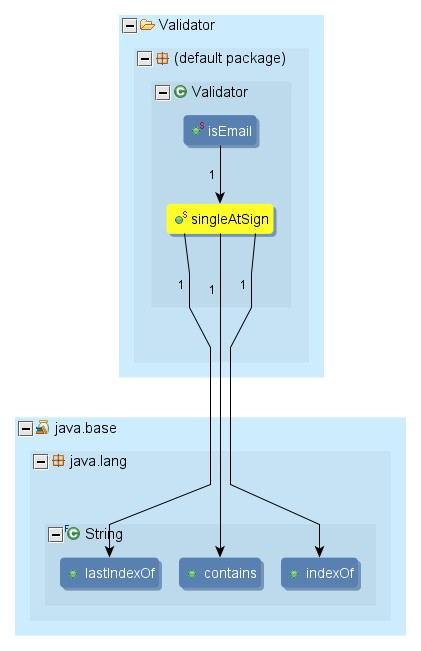 Validator
(default package)
Validator
S isEmail
1
S singleAtSign
1 1 1
java.base
java.lang
F String
lastIndexOf contains indexOf